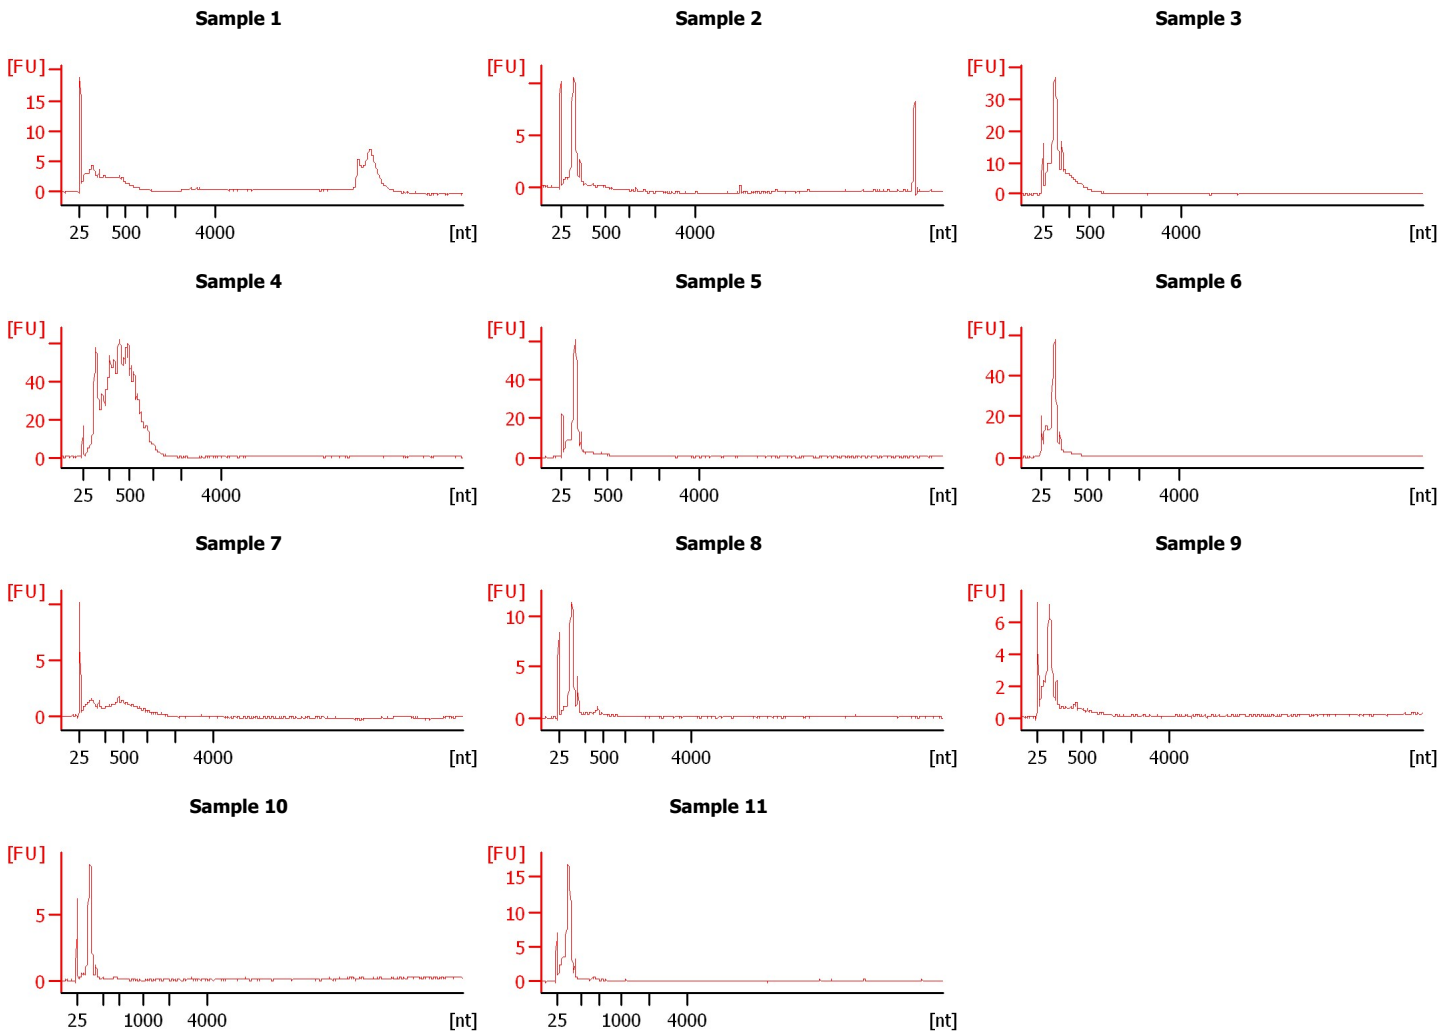 Sample 1
[FU]
15
10
5
0
25 500 4000 [nt]
Sample 2
[FU]
5
0
25 500 4000 [nt]
Sample 3
[FU]
30
20
10
0
25 500 4000 [nt]
Sample 4
[FU]
40
20
0
25 500 4000 [nt]
Sample 5
[FU]
40
20
0
25 500 4000 [nt]
Sample 6
[FU]
40
20
0
25 500 4000 [nt]
Sample 7
[FU]
5
0
25 500 4000 [nt]
Sample 8
[FU]
10
5
0
25 500 4000 [nt]
Sample 9
[FU]
6
4
2
0
25 500 4000 [nt]
Sample 10
[FU]
5
0
25 1000 4000 [nt]
Sample 11
[FU]
15
10
5
0
25 1000 4000 [nt]